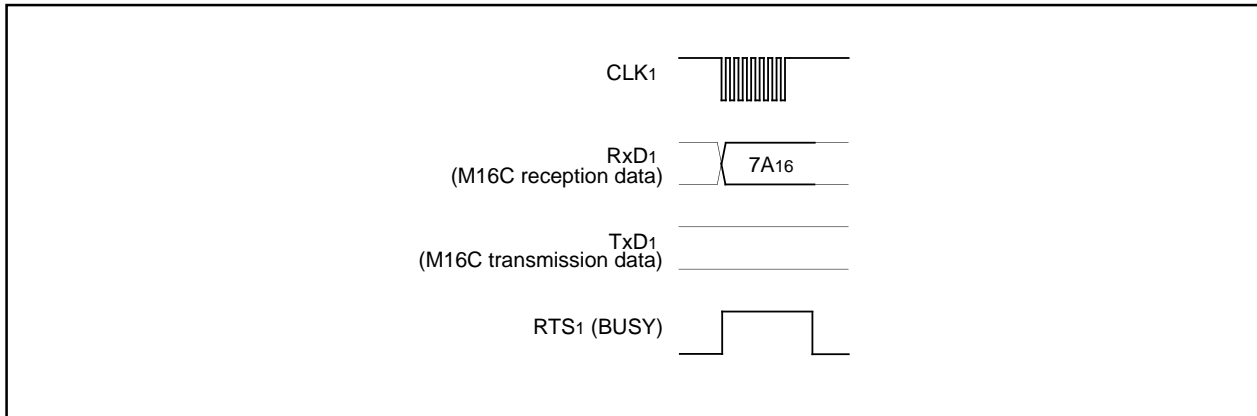 CLK1
RxD1
(M16C reception data)
7A16
TxD1
(M16C transmission data)
RTS1 (BUSY)